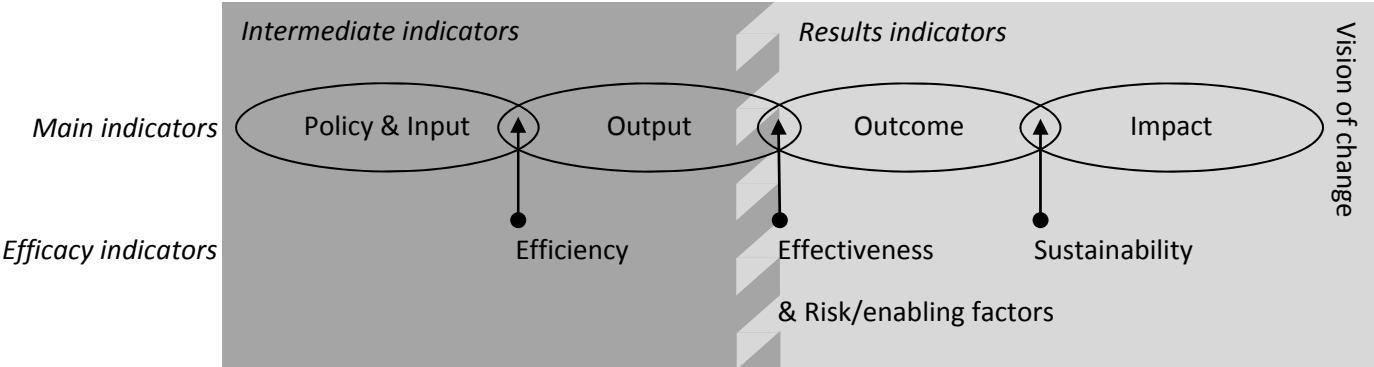 Intermediate indicators
Results indicators
Vision of change
Main indicators
Policy & Input
Output
Outcome
Impact
Efficacy indicators
Efficiency
Effectiveness
Sustainability
& Risk/enabling factors